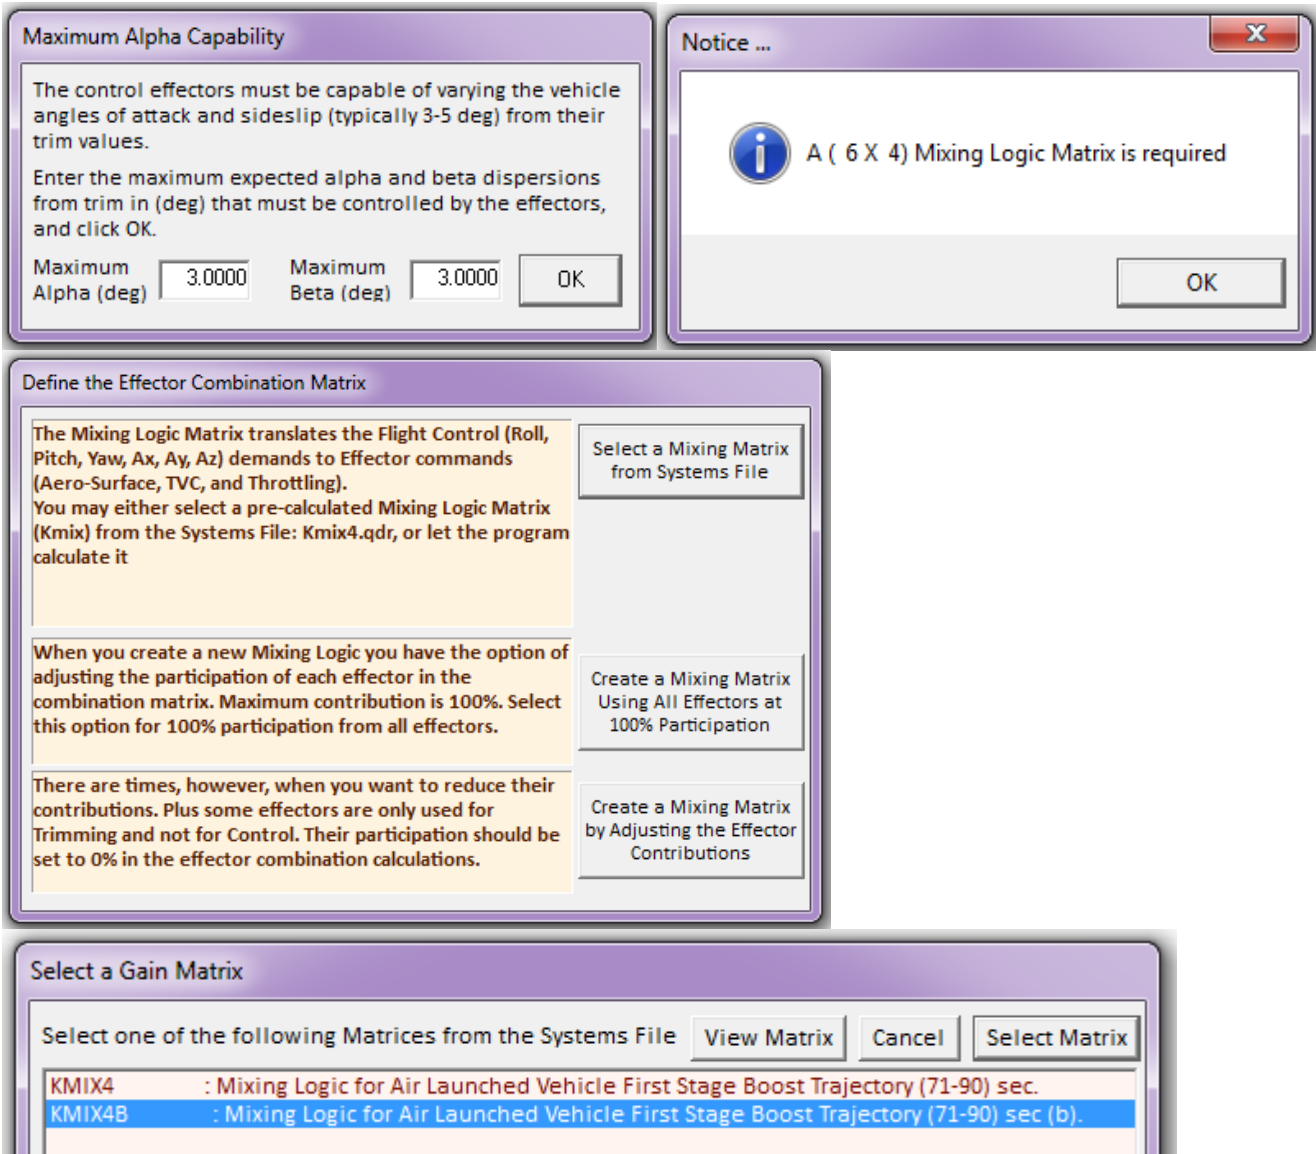 Maximum Alpha Capability
The control effectors must be capable of varying the vehicle
angles of attack and sideslip (typically 3-5 deg) from their
trim values.
Enter the maximum expected alpha and beta dispersions
from trim in (deg) that must be controlled by the effectors,
and click OK.
Maximum
Alpha (deg)
3.0000
Maximum
Beta (deg)
3.0000
OK
Notice ...
A ( 6 X 4) Mixing Logic Matrix is required
OK
Define the Effector Combination Matrix
The Mixing Logic Matrix translates the Flight Control (Roll,
Pitch, Yaw, Ax, Ay, Az) demands to Effector commands
(Aero-Surface, TVC, and Throttling).
You may either select a pre-calculated Mixing Logic Matrix
(Kmix) from the Systems File: Kmix4.qdr, or let the program
calculate it
Select a Mixing Matrix
from Systems File
When you create a new Mixing Logic you have the option of
adjusting the participation of each effector in the
combination matrix. Maximum contribution is 100%. Select
this option for 100% participation from all effectors.
Create a Mixing Matrix
Using All Effectors at
100% Participation
There are times, however, when you want to reduce their
contributions. Plus some effectors are only used for
Trimming and not for Control. Their participation should be
set to 0% in the effector combination calculations.
Create a Mixing Matrix
by Adjusting the Effector
Contributions
Select a Gain Matrix
Select one of the following Matrices from the Systems File
View Matrix
Cancel
Select Matrix
KMIX4 : Mixing Logic for Air Launched Vehicle First Stage Boost Trajectory (71-90) sec.
KMIX4B : Mixing Logic for Air Launched Vehicle First Stage Boost Trajectory (71-90) sec (b).